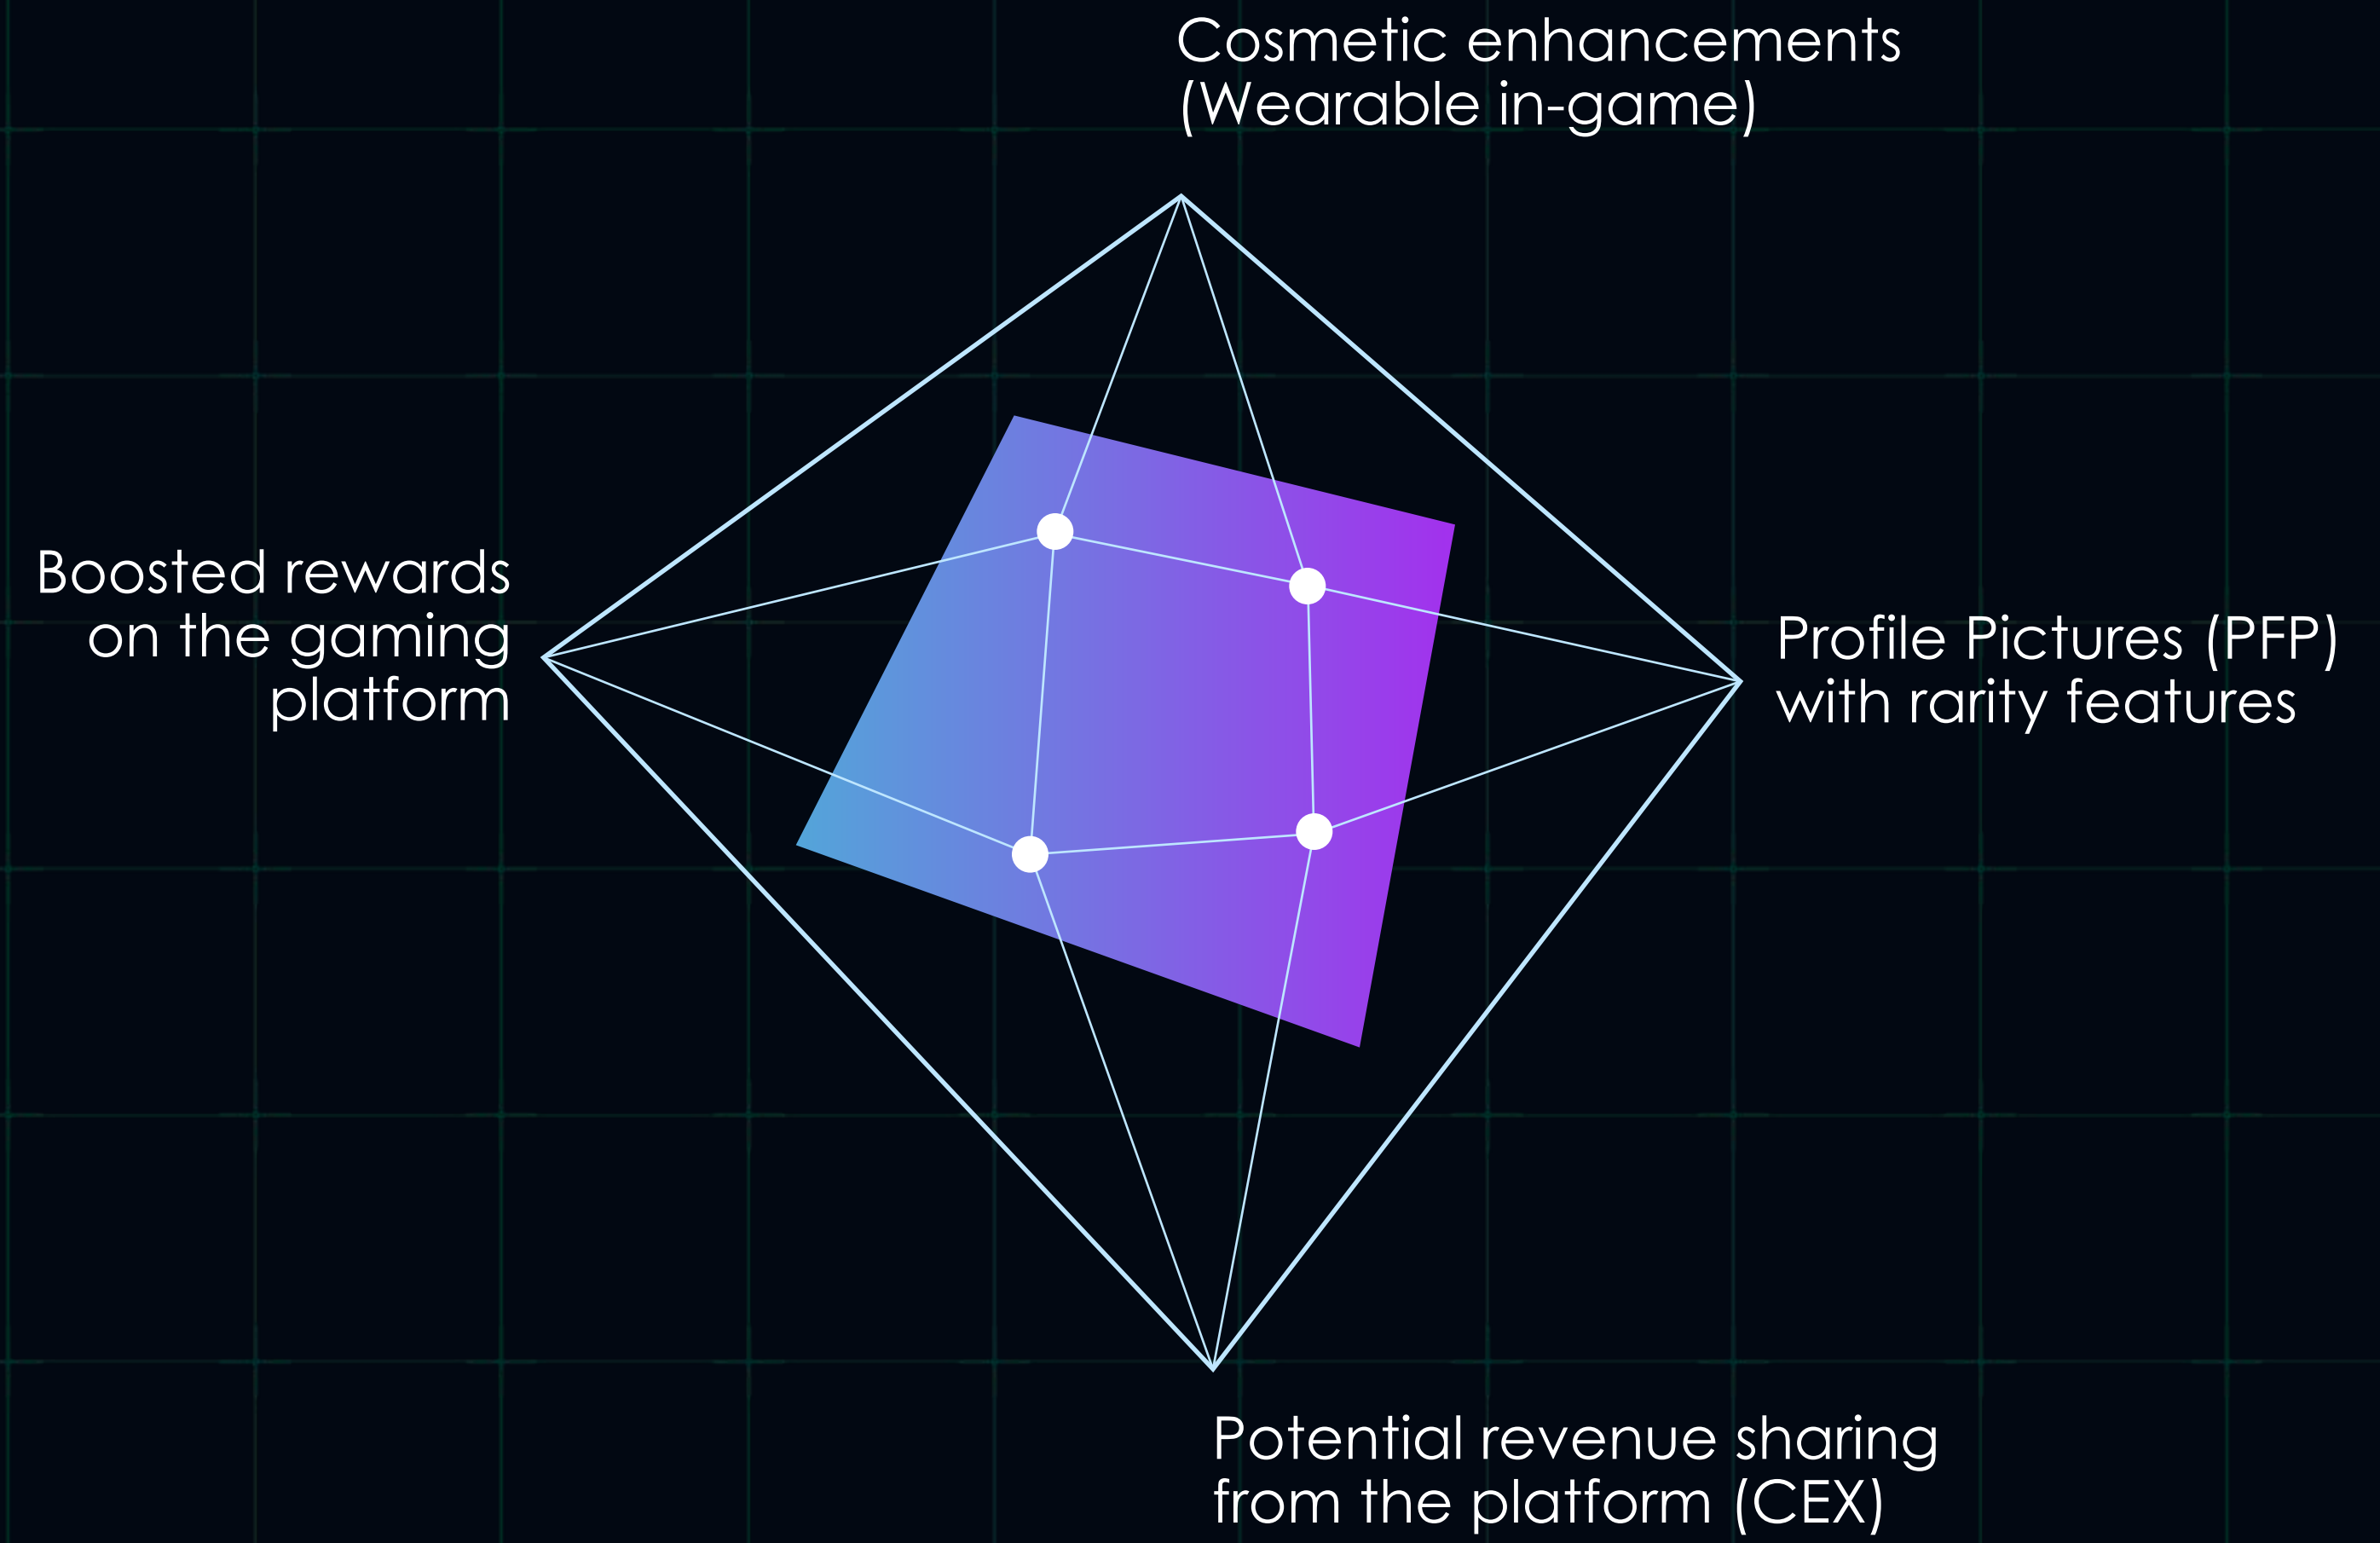 Cosmetic enhancements
(Wearable in-game)
Boosted rewards
on the gaming
platform
Profile Pictures (PFP)
with rarity features
Potential revenue sharing
from the platform (CEX)